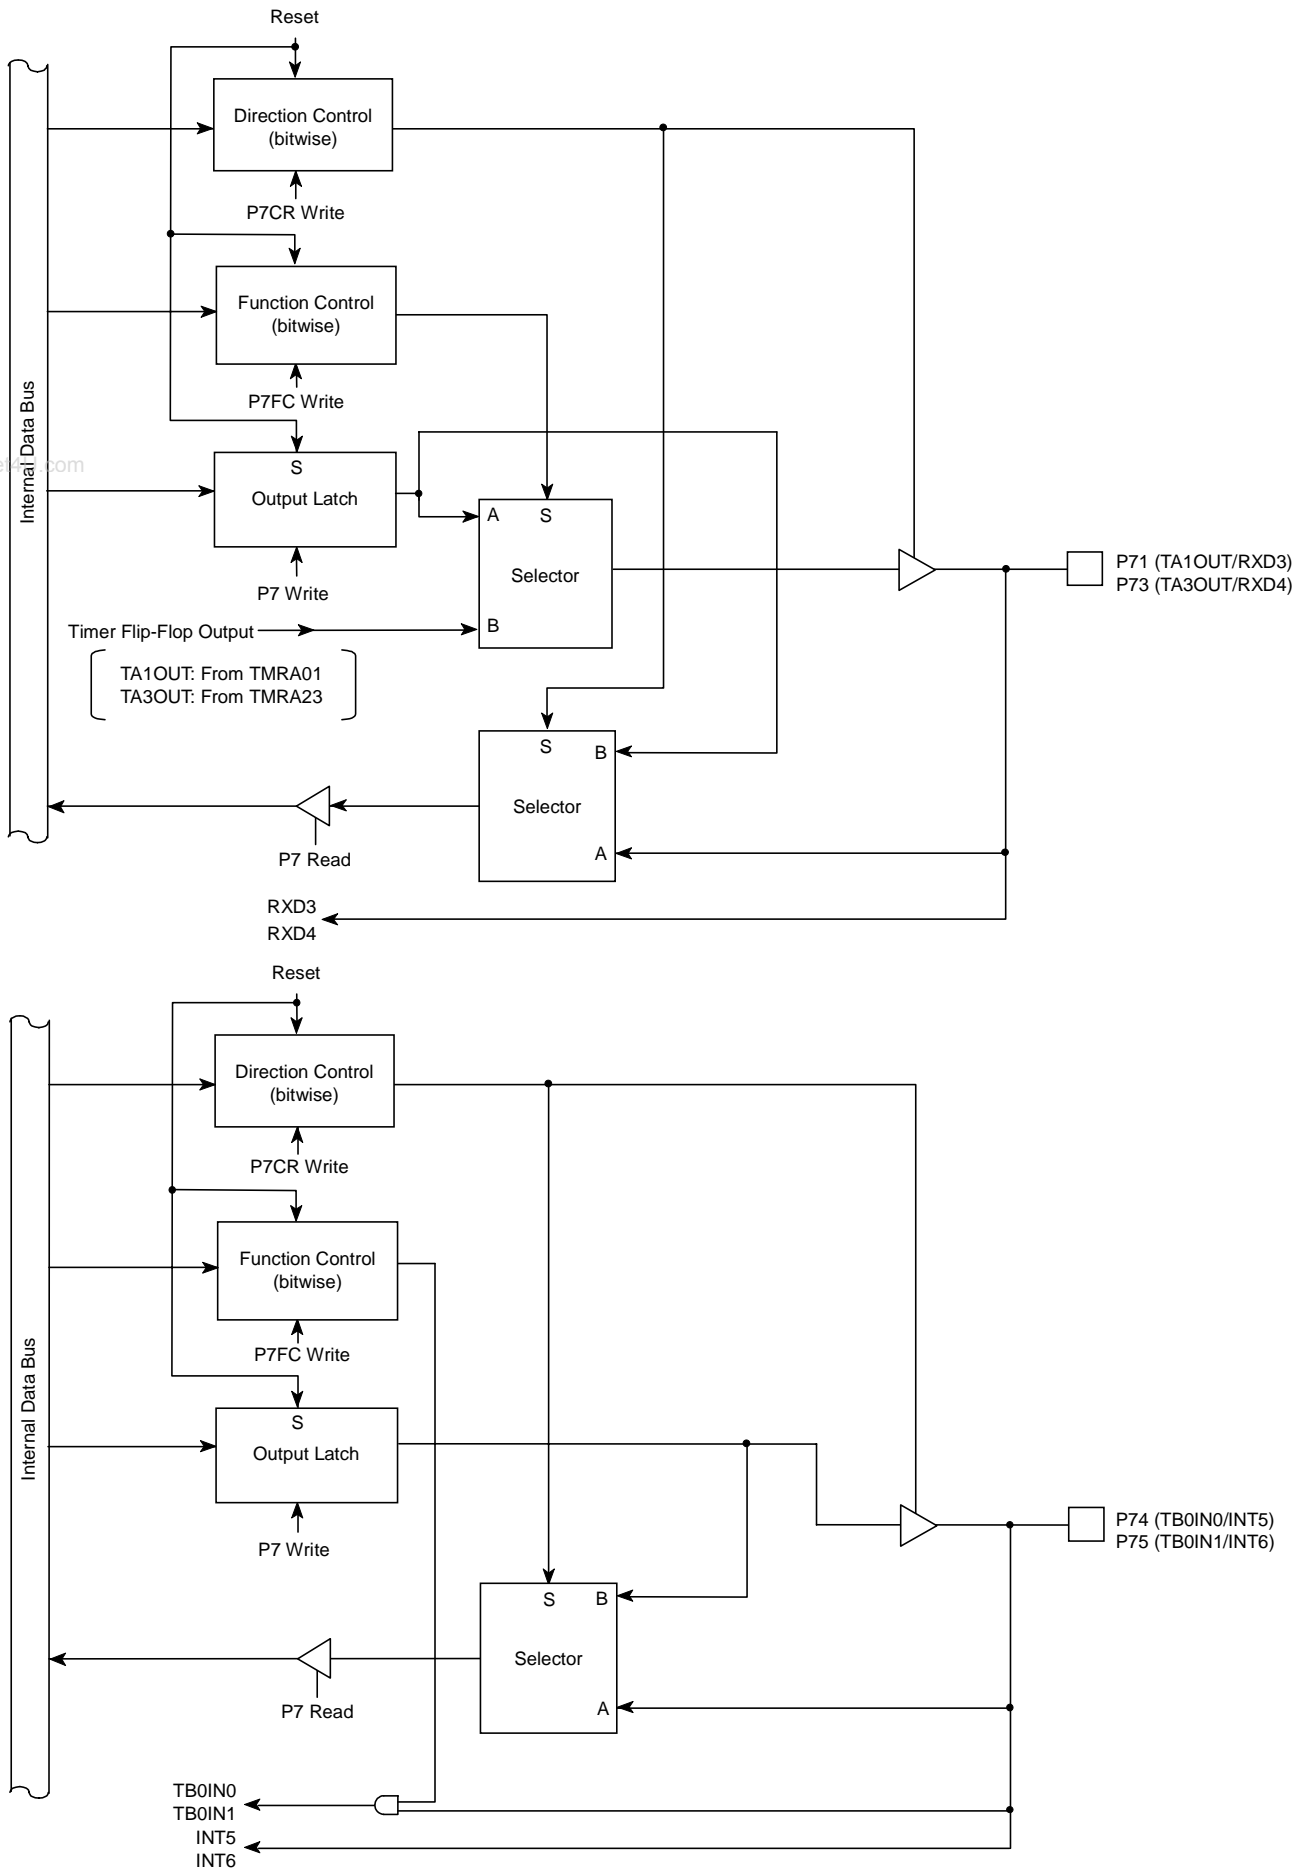 Reset
Direction Control
(bitwise)
P7CR Write
Function Control
(bitwise)
P7FC Write
Internal Data Bus
S
Output Latch
P7 Write
A
S
Selector
B
P71 (TA1OUT/RXD3)
P73 (TA3OUT/RXD4)
Timer Flip-Flop Output
TA1OUT: From TMRA01
TA3OUT: From TMRA23
S
B
Selector
A
P7 Read
RXD3
RXD4
Reset
Direction Control
(bitwise)
P7CR Write
Function Control
(bitwise)
P7FC Write
Internal Data Bus
S
Output Latch
P7 Write
P74 (TB0IN0/INT5)
P75 (TB0IN1/INT6)
S
B
Selector
A
P7 Read
TB0IN0
TB0IN1
INT5
INT6